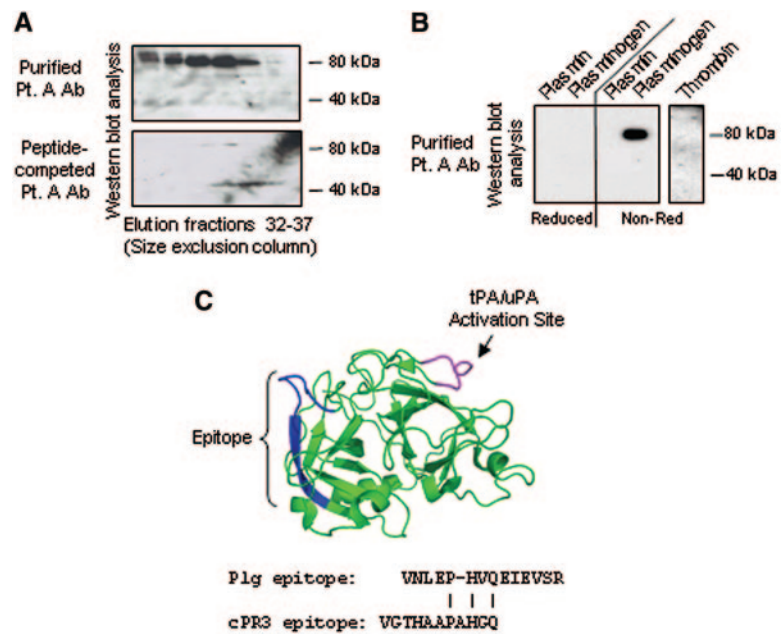 A
Purified
Pt. A Ab
Peptide-
competed
Pt. A Ab
Western blot analysis
80 kDa
40 kDa
80 kDa
40 kDa
Elution fractions 32-37
(Size exclusion column)
B
Plasmin
Plasminogen
Plasmin
Plasminogen
Thrombin
Purified
Pt. A Ab
Western blot
analysis
80 kDa
40 kDa
Reduced
Non-Red
C
tPA/uPA
Activation Site
Epitope
Plg epitope: VNLEP-HVQEIEVSR
cPR3 epitope: VGTHAAPAHGQ